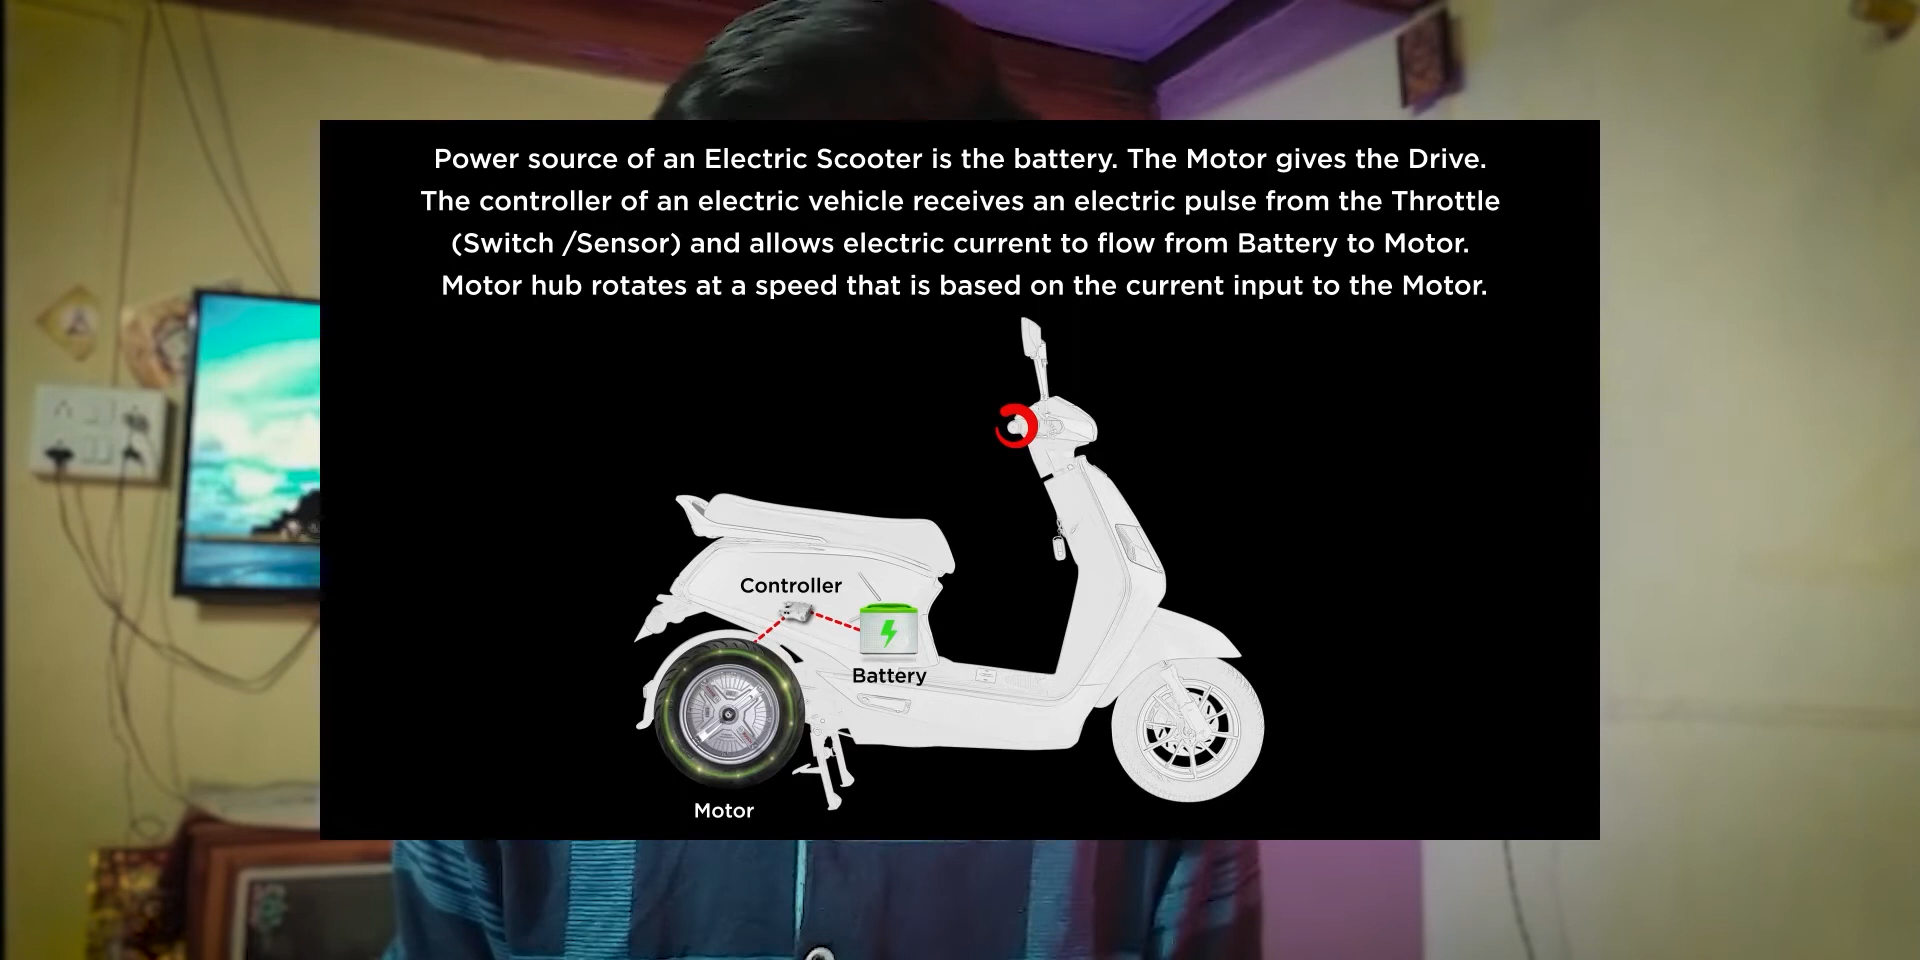 Power source of an Electric Scooter is the battery. The Motor gives the Drive.
The controller of an electric vehicle receives an electric pulse from the Throttle
(Switch /Sensor) and allows electric current to flow from Battery to Motor.
Motor hub rotates at a speed that is based on the current input to the Motor.
Controller
Battery
Motor